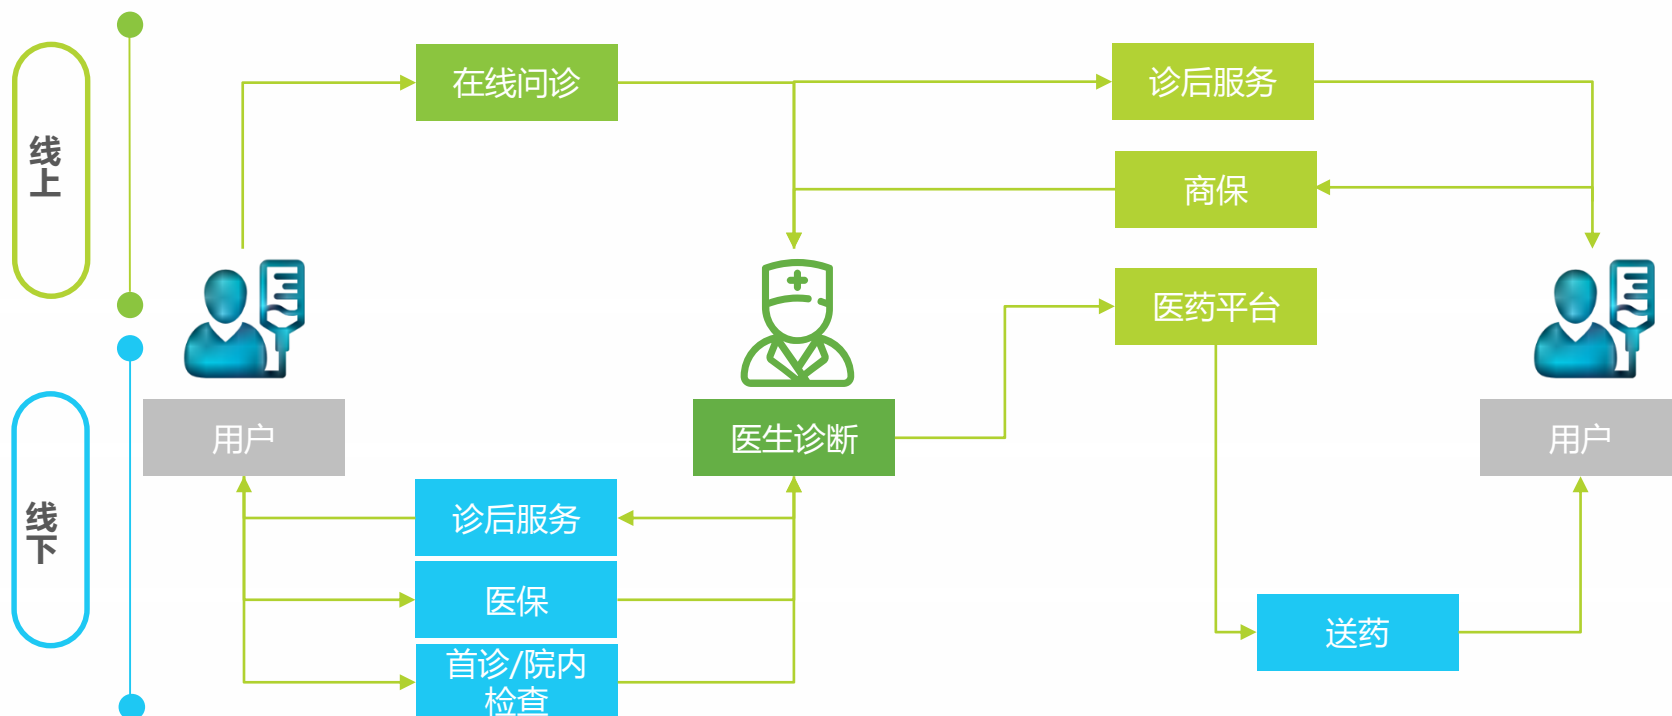 线
上
在线问诊
诊后服务
商保
医药平台
用户
医生诊断
用户
线
下
诊后服务
医保
首诊/院内
检查
送药